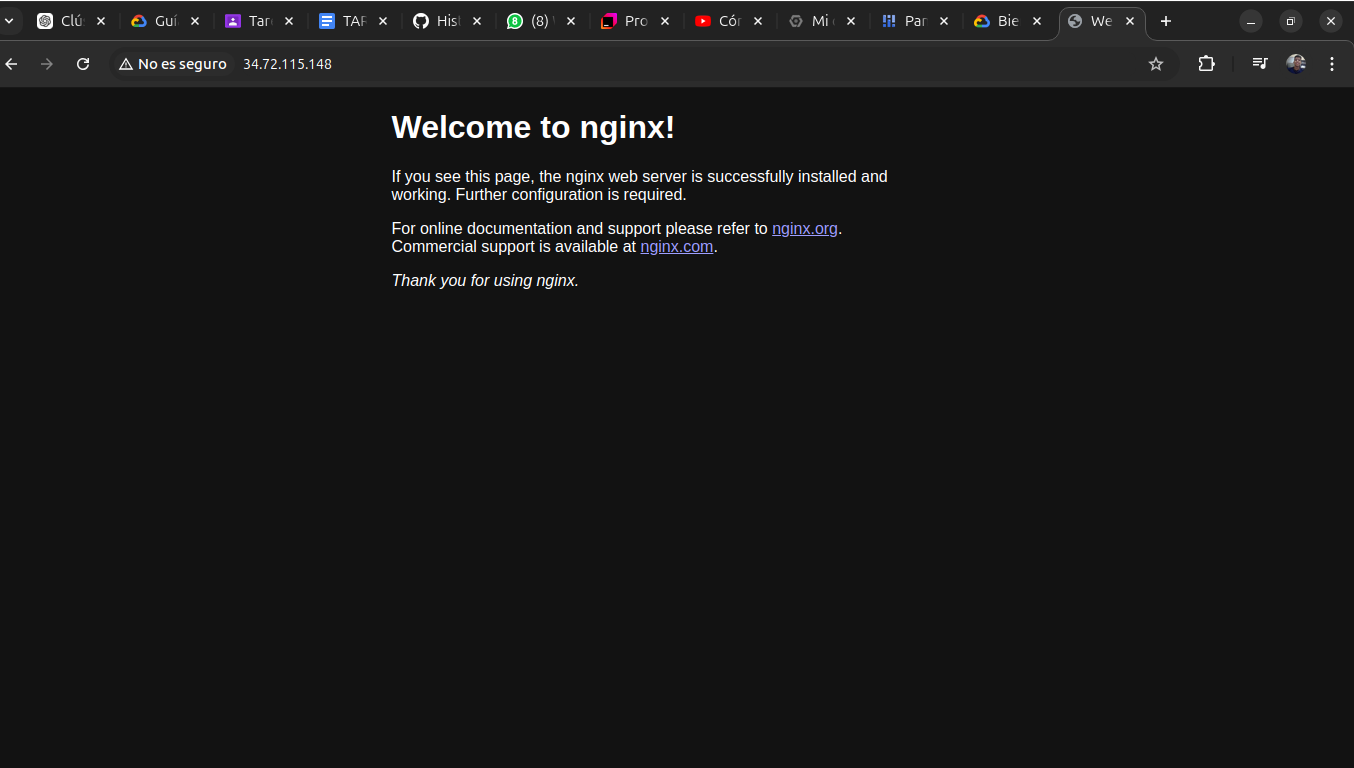 Clú
Guí
Tar
TAR
Hist
(8)
Pro
Cór
Mi
Par
Bie
We
No es seguro 34.72.115.148
Welcome to nginx!
If you see this page, the nginx web server is successfully installed and
working. Further configuration is required.
For online documentation and support please refer to nginx.org.
Commercial support is available at nginx.com.
Thank you for using nginx.